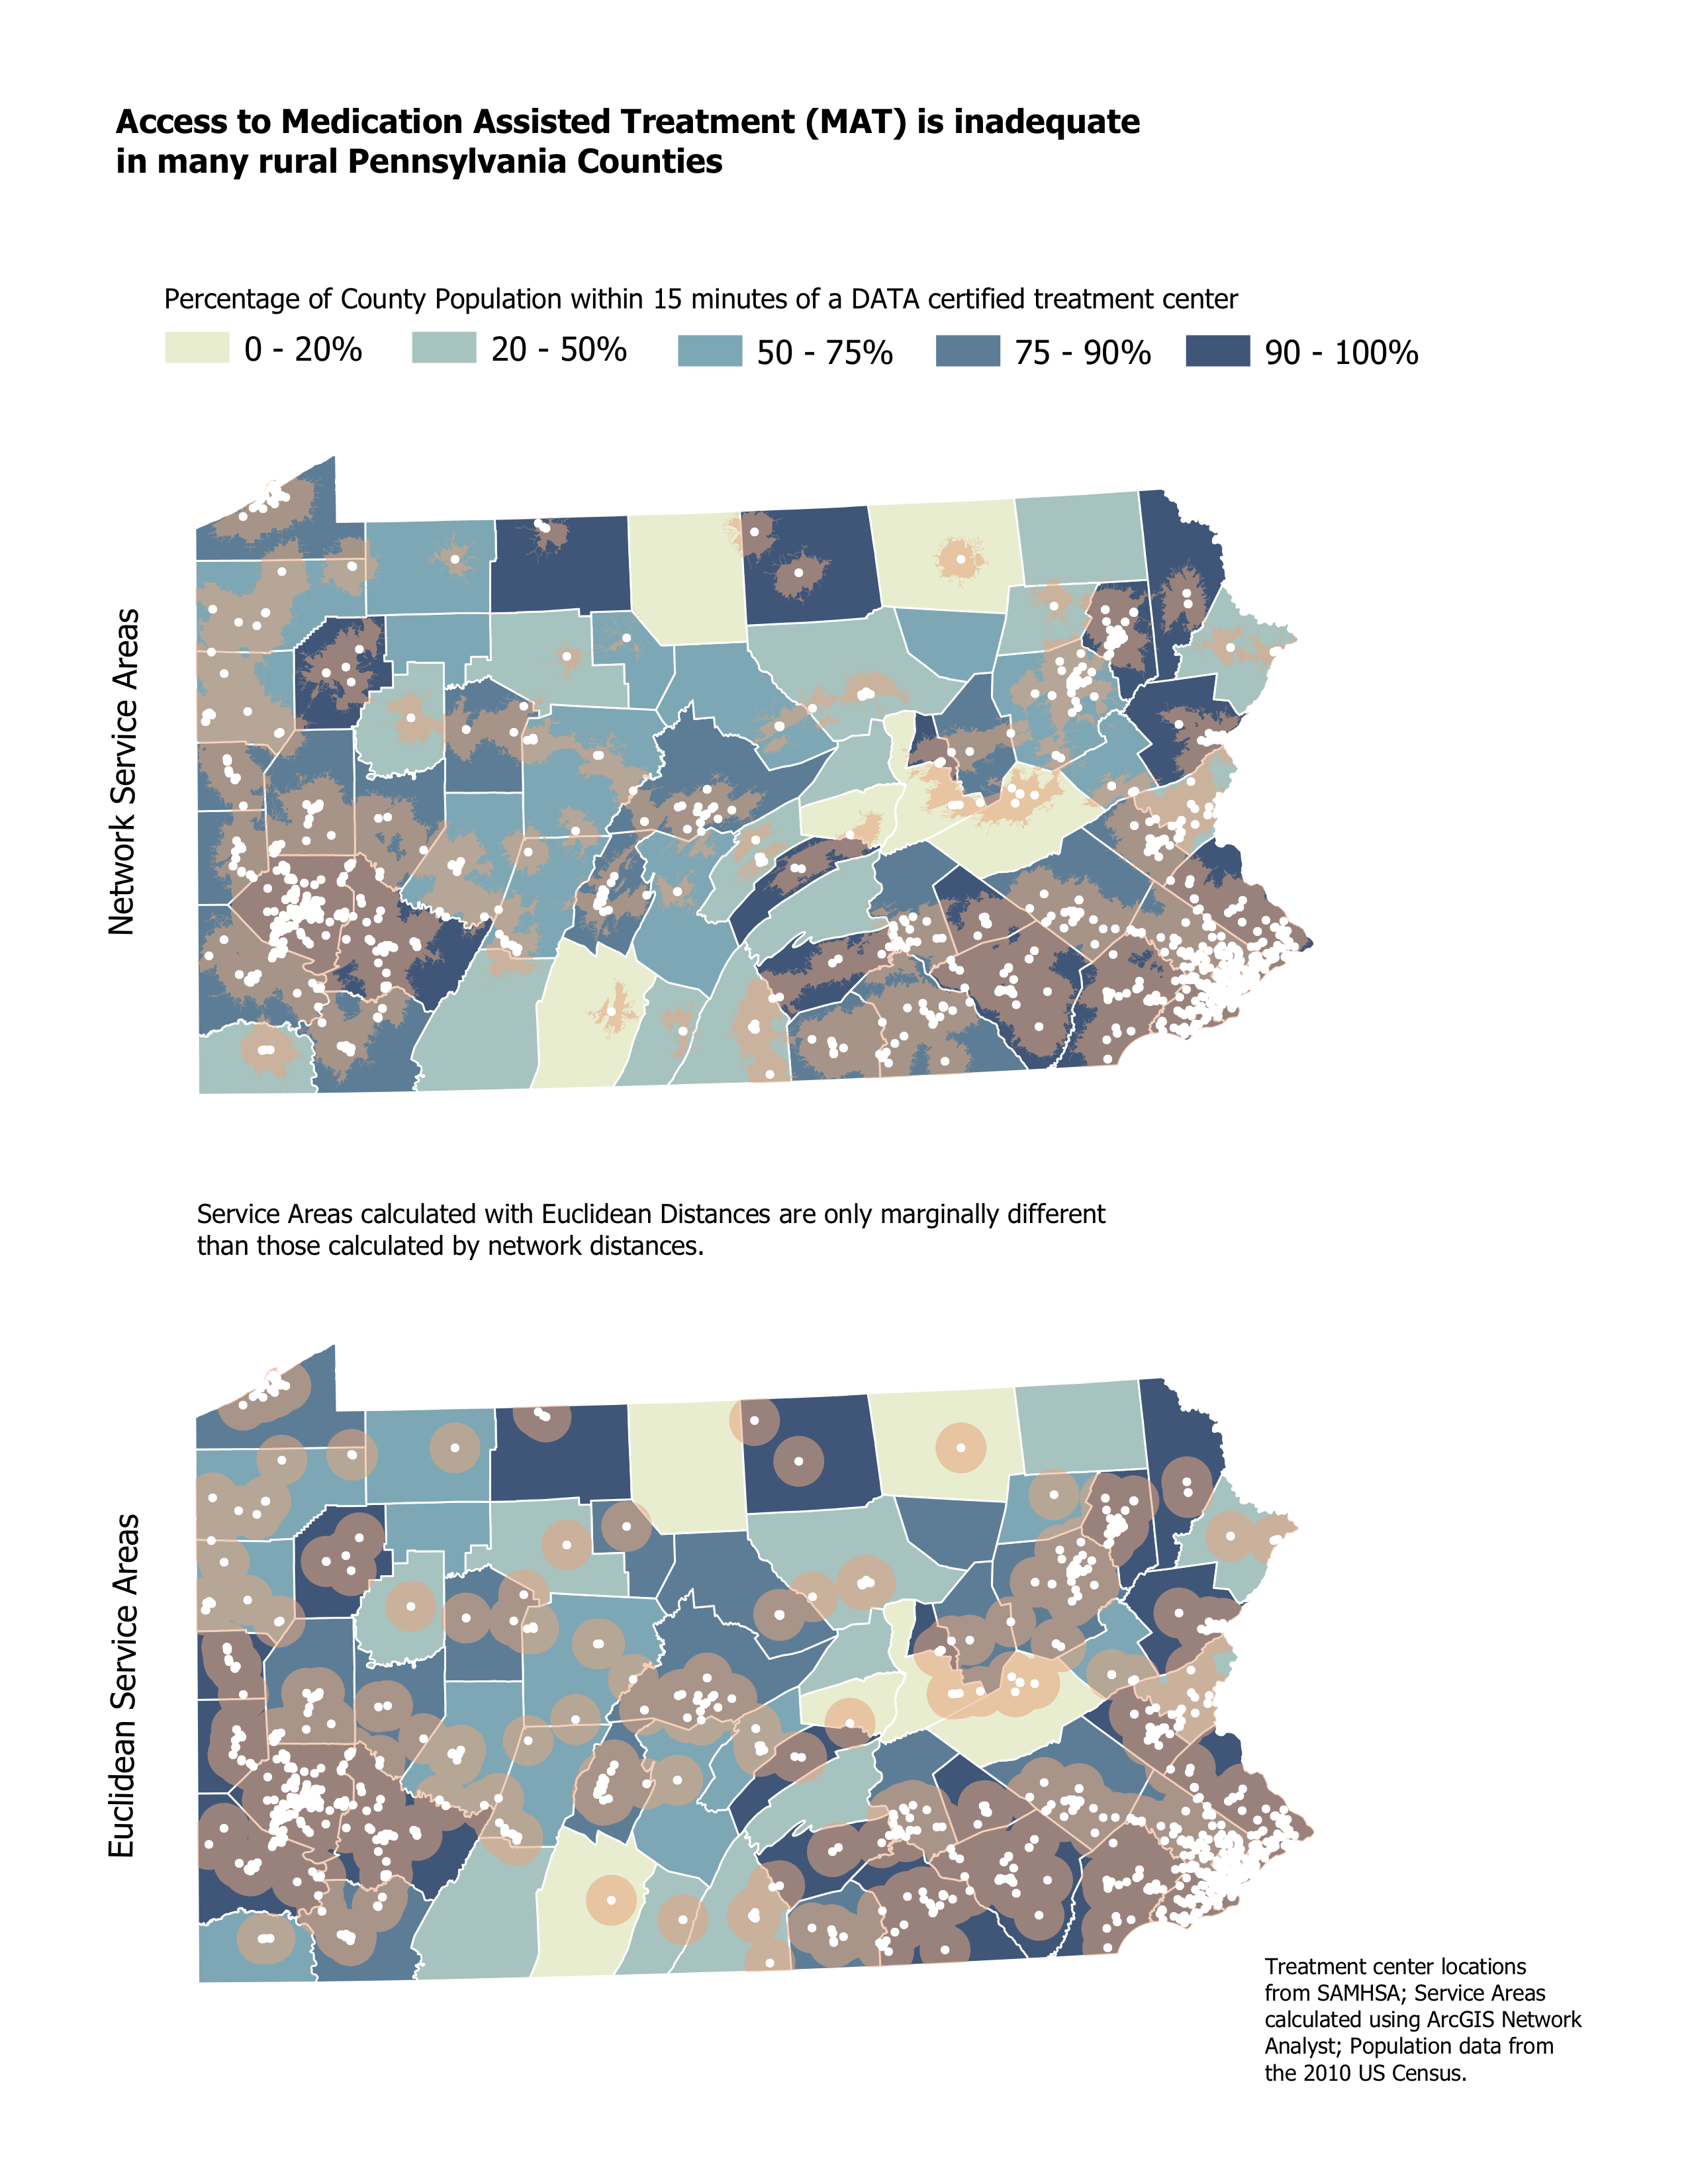 Access to Medication Assisted Treatment (MAT) is inadequate
in many rural Pennsylvania Counties
Percentage of County Population within 15 minutes of a DATA certified treatment center
0 - 20%
20 - 50%
50 - 75%
75 - 90%
90 - 100%
Network Service Areas
Service Areas calculated with Euclidean Distances are only marginally different
than those calculated by network distances.
Euclidean Service Areas
Treatment center locations
from SAMHSA; Service Areas
calculated using ArcGIS Network
Analyst; Population data from
the 2010 US Census.